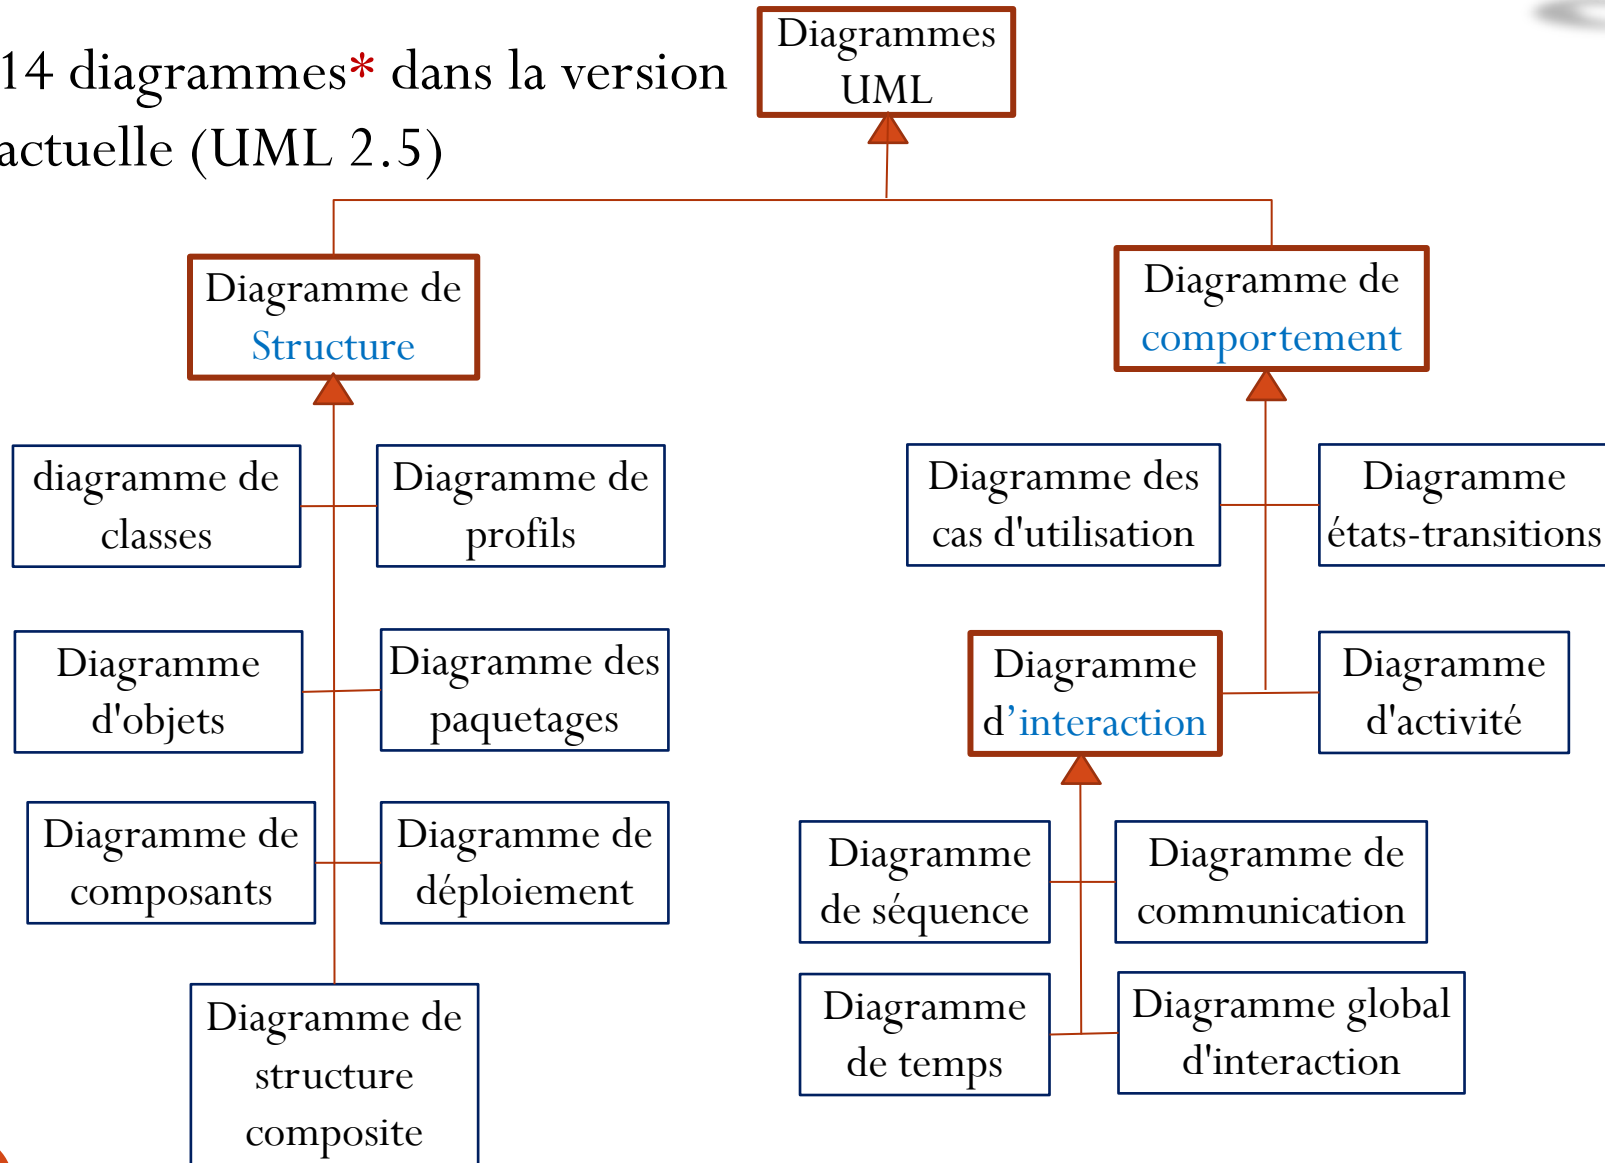 14 diagrammes* dans la version
actuelle (UML 2.5)
Diagrammes
UML
Diagramme de
Structure
Diagramme de
comportement
diagramme de
classes
Diagramme de
profils
Diagramme
d'objets
Diagramme des
paquetages
Diagramme de
composants
Diagramme de
déploiement
Diagramme de
structure
composite
Diagramme des
cas d'utilisation
Diagramme
états-transitions
Diagramme
d’interaction
Diagramme
d'activité
Diagramme
de séquence
Diagramme de
communication
Diagramme
de temps
Diagramme global
d'interaction